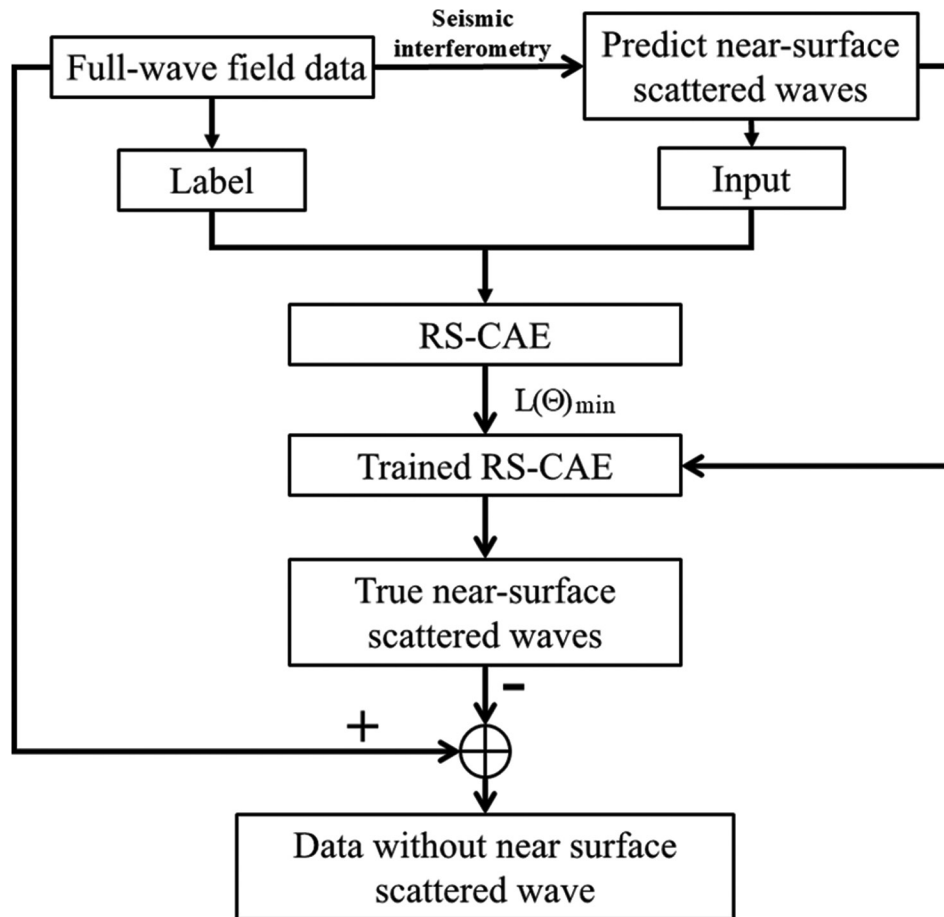 Seismic
interferometry
Full-wave field data
Predict near-surface
scattered waves
Label
Input
RS-CAE
L(Θ)min
Trained RS-CAE
True near-surface
scattered waves
-
+
Data without near surface
scattered wave